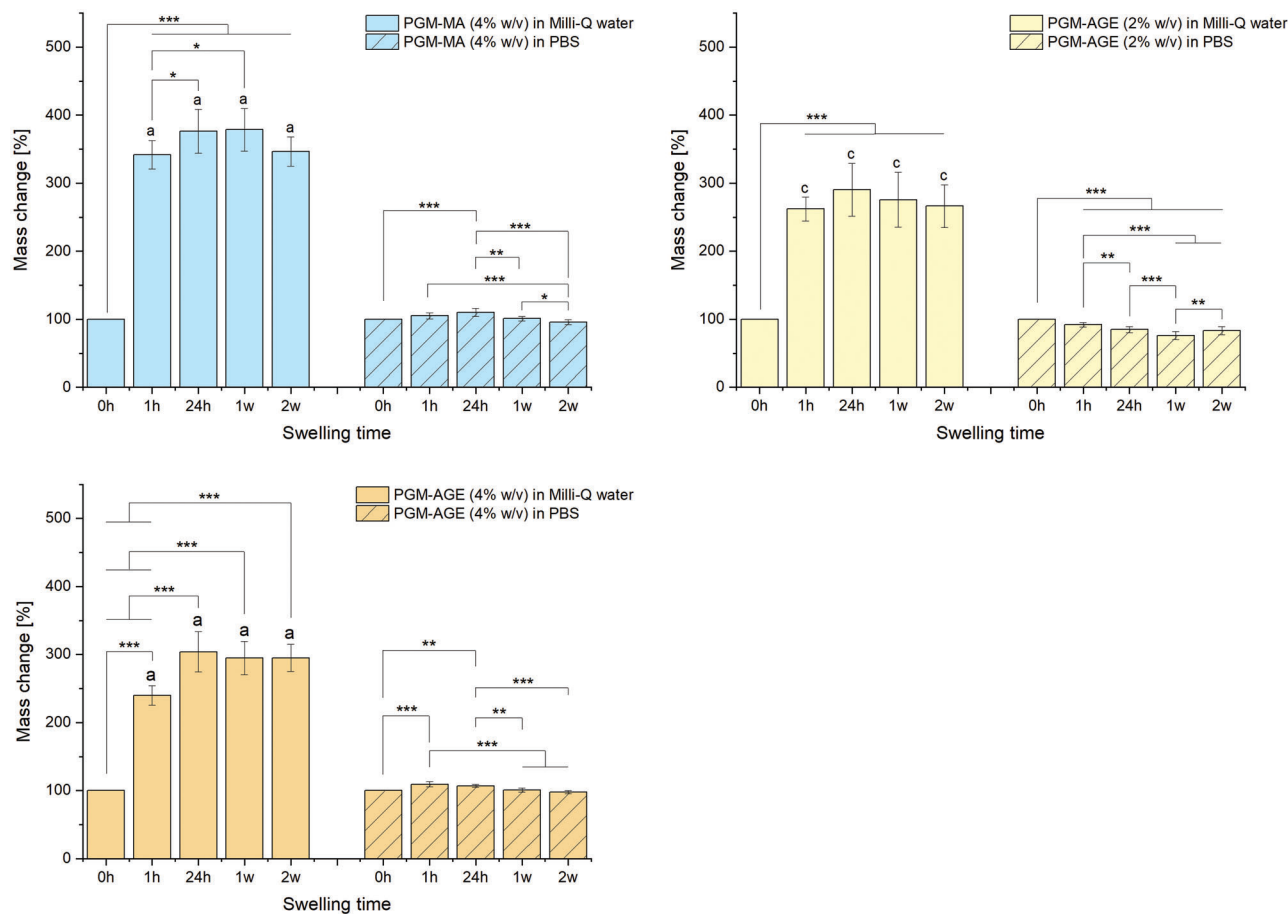 PGM-MA (4% w/v) in Milli-Q water
PGM-MA (4% w/v) in PBS
Mass change [%]
500
400
300
200
100
0
***
*
*
a
a
a
a
***
***
**
***
*
0h
1h
24h
1w
2w
0h
1h
24h
1w
2w
Swelling time
PGM-AGE (2% w/v) in Milli-Q water
PGM-AGE (2% w/v) in PBS
Mass change [%]
500
400
300
200
100
0
***
c
c
c
c
***
***
**
***
**
0h
1h
24h
1w
2w
0h
1h
24h
1w
2w
Swelling time
PGM-AGE (4% w/v) in Milli-Q water
PGM-AGE (4% w/v) in PBS
Mass change [%]
500
400
300
200
100
0
***
***
***
***
a
a
a
a
**
***
***
**
***
0h
1h
24h
1w
2w
0h
1h
24h
1w
2w
Swelling time